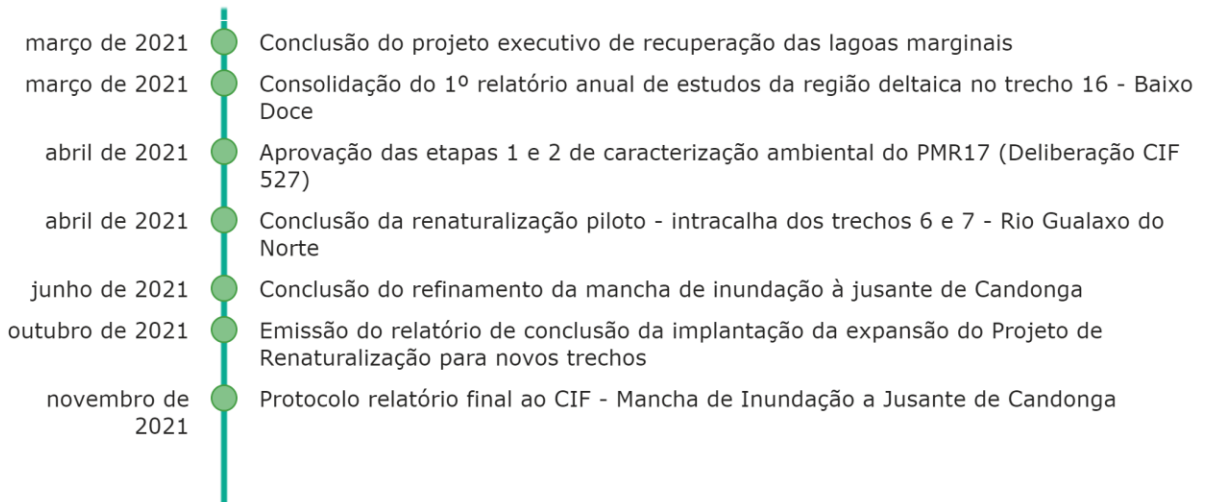 março de 2021 Conclusão do projeto executivo de recuperação das lagoas marginais
março de 2021 Consolidação do 1º relatório anual de estudos da região deltaica no trecho 16 - Baixo
Doce
abril de 2021 Aprovação das etapas 1 e 2 de caracterização ambiental do PMR17 (Deliberação CIF
527)
abril de 2021 Conclusão da renaturalização piloto - intracalha dos trechos 6 e 7 - Rio Gualaxo do
Norte
junho de 2021 Conclusão do refinamento da mancha de inundação à jusante de Candonga
outubro de 2021 Emissão do relatório de conclusão da implantação da expansão do Projeto de
Renaturalização para novos trechos
novembro de Protocolo relatório final ao CIF - Mancha de Inundação a Jusante de Candonga
2021